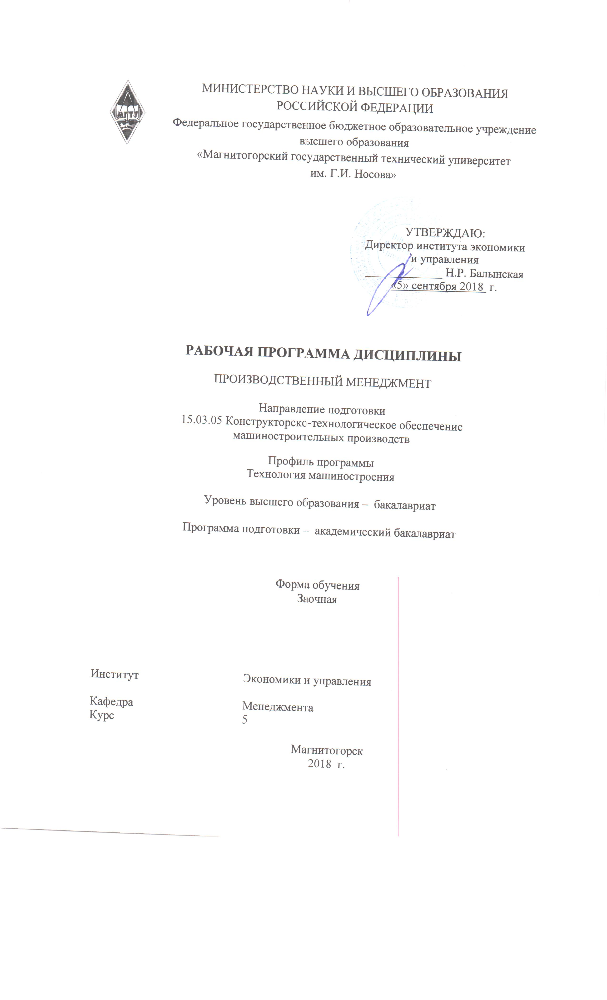 МГТУ
МИНИСТЕРСТВО НАУКИ И ВЫСШЕГО ОБРАЗОВАНИЯ
РОССИЙСКОЙ ФЕДЕРАЦИИ
Федеральное государственное бюджетное образовательное учреждение
высшего образования
«Магнитогорский государственный технический университет
им. Г.И. Носова»
УТВЕРЖДАЮ:
Директор института экономики
и управления
_____________ Н.Р. Балынская
«5» сентября 2018 г.
РАБОЧАЯ ПРОГРАММА ДИСЦИПЛИНЫ
ПРОИЗВОДСТВЕННЫЙ МЕНЕДЖМЕНТ
Направление подготовки
15.03.05 Конструкторско-технологическое обеспечение
машиностроительных производств
Профиль программы
Технология машиностроения
Уровень высшего образования – бакалавриат
Программа подготовки – академический бакалавриат
Форма обучения
Заочная
Институт Экономики и управления
Кафедра Менеджмента
Курс 5
Магнитогорск
2018 г.